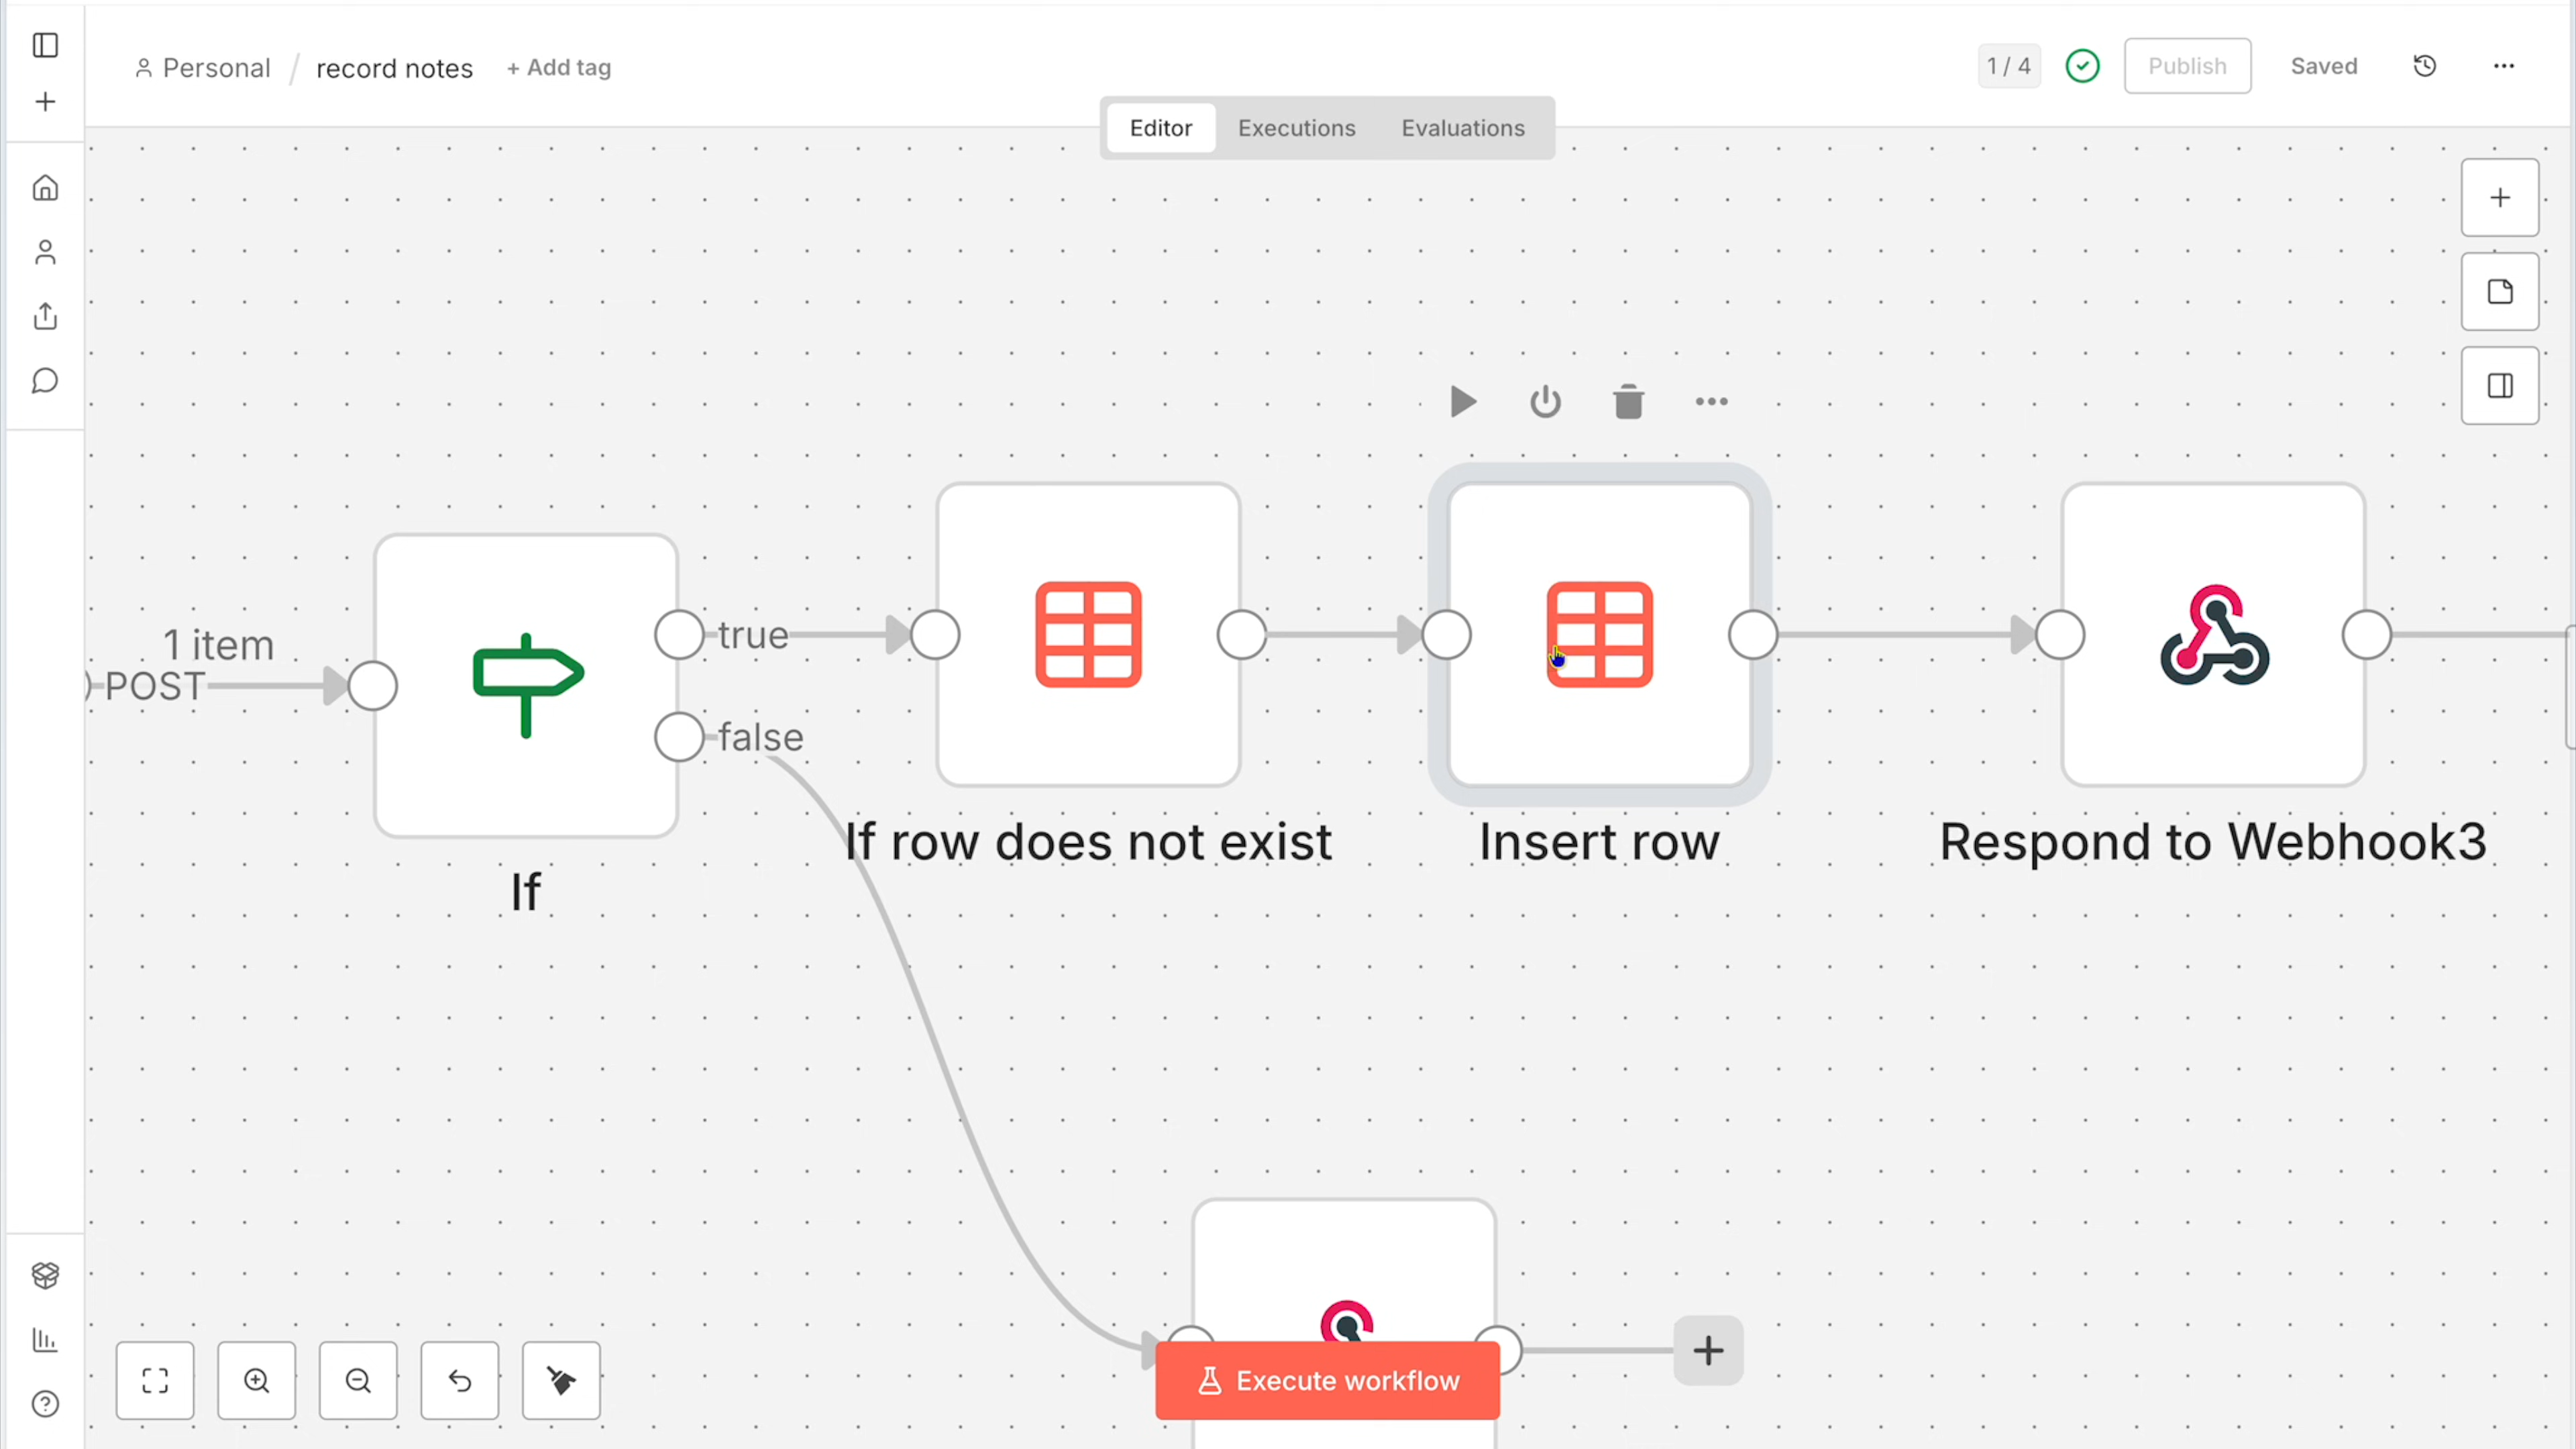 Personal / record notes + Add tag
1 / 4 Publish Saved
Editor Executions Evaluations
1 item
POST
true
false
If row does not exist
Insert row
Respond to Webhook3
If
Execute workflow